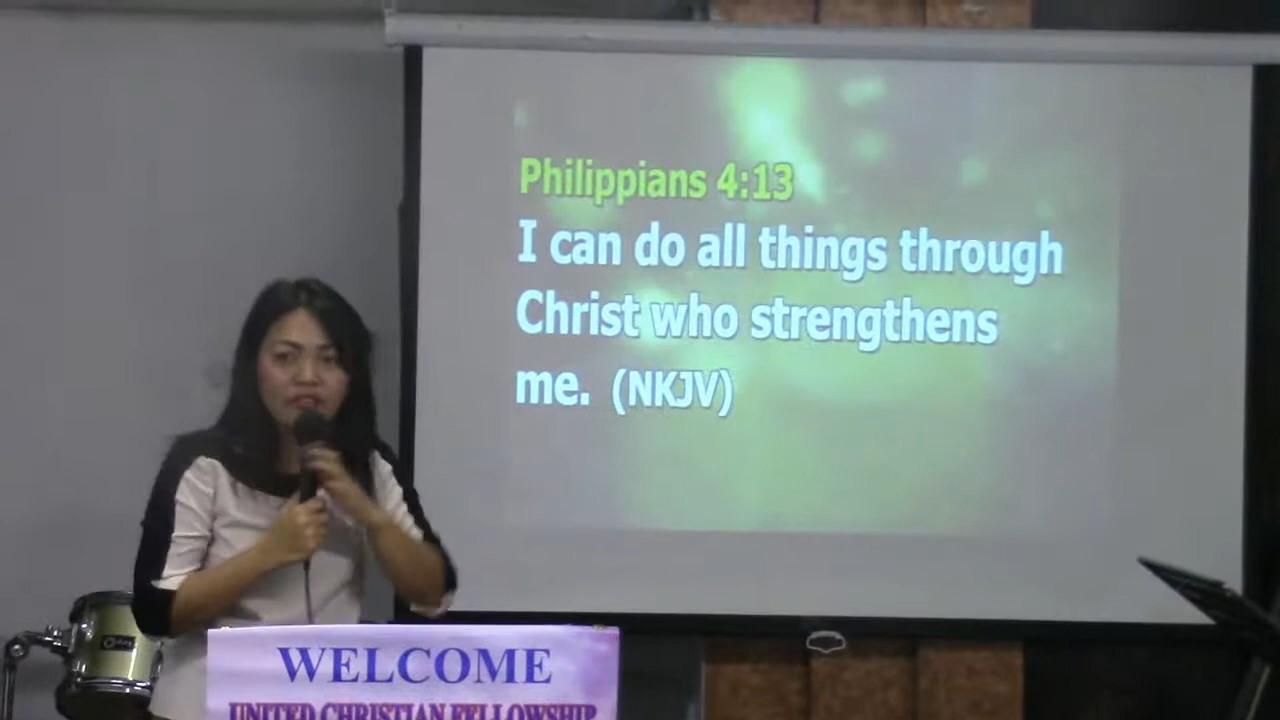 Philippians 4:13
I can do all things through
Christ who strengthens
me. (NKJV)
WELCOME
UNITED CHRISTIAN FELLOWSHIP